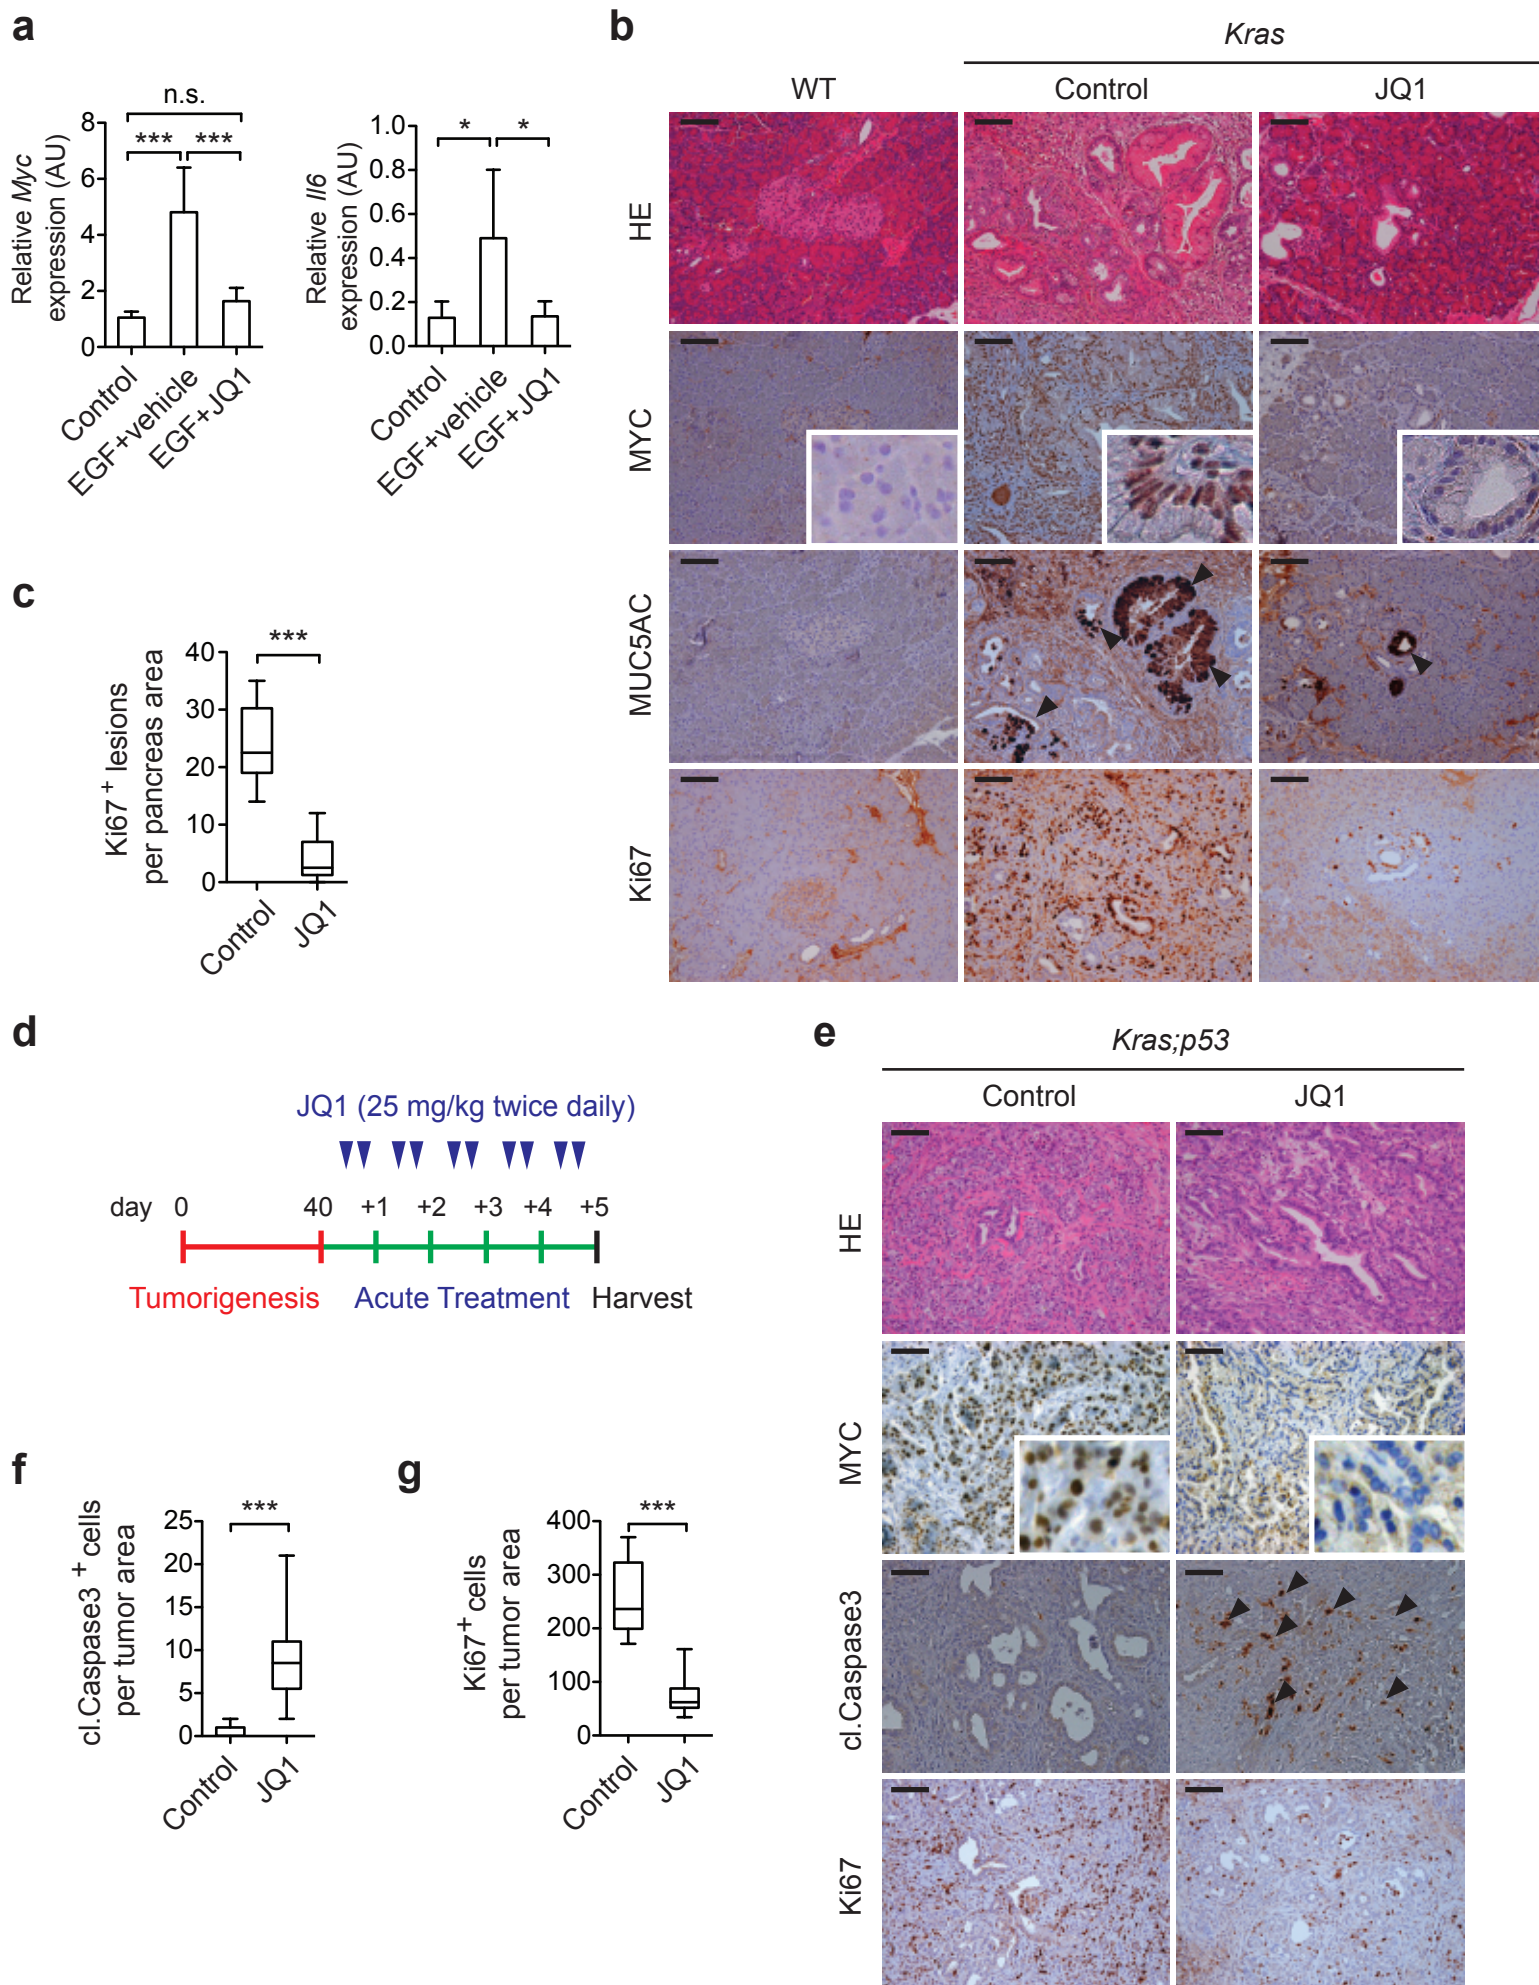 a
n.s.
*** ***
Relative Myc
expression (AU)
8
6
4
2
0
Control
EGF+vehicle
EGF+JQ1
* *
Relative Il6
expression (AU)
1.0
0.8
0.6
0.4
0.2
0.0
Control
EGF+vehicle
EGF+JQ1
b
Kras
WT Control JQ1
HE
MYC
MUC5AC
Ki67
c
***
Ki67+ lesions
per pancreas area
40
30
20
10
0
Control
JQ1
d
JQ1 (25 mg/kg twice daily)
day 0 40 +1 +2 +3 +4 +5
Tumorigenesis Acute Treatment Harvest
e
Kras;p53
Control JQ1
HE
MYC
cl.Caspase3
Ki67
f
***
cl.Caspase3+ cells
per tumor area
25
20
15
10
5
0
Control
JQ1
g
***
Ki67+ cells
per tumor area
400
300
200
100
0
Control
JQ1